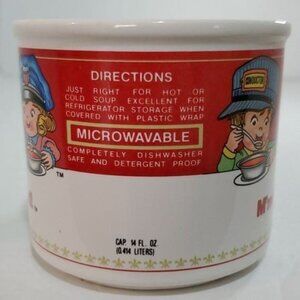 DIRECTIONS
JUST RIGHT FOR HOT OR
COLD SOUP EXCELLENT FOR
REFRIGERATOR STORAGE WHEN
COVERED WITH PLASTIC WRAP
MICROWAVABLE
COMPLETELY DISHWASHER
SAFE AND DETERGENT PROOF
TM
M'm
CAP 14 FL. OZ.
(0.414 LITERS)